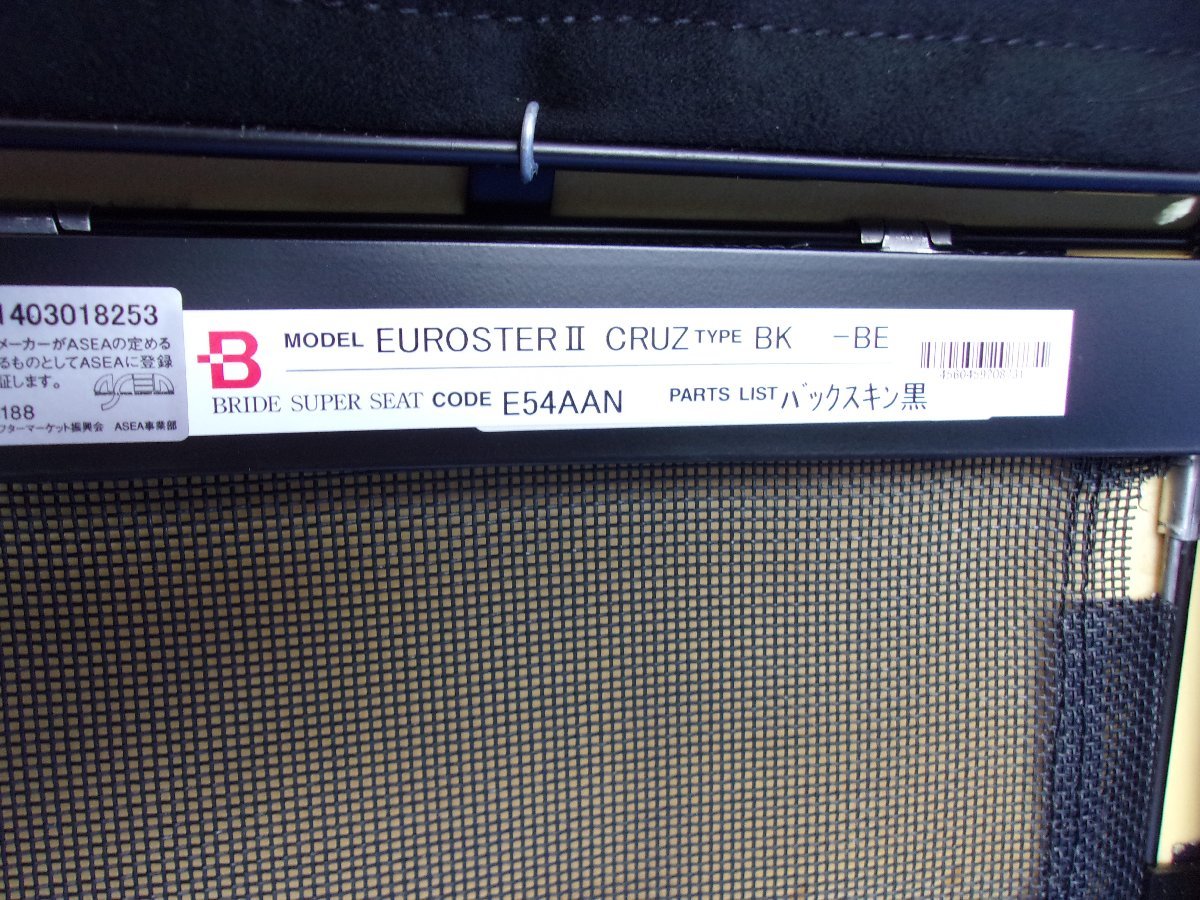 1403018253
メーカーがASEAの定める
るものとしてASEAに登録
証します。
ASEA
188
フターマーケット振興会 ASEA事業部
B
MODEL EUROSTER II CRUZ TYPE BK -BE
BRIDE SUPER SEAT CODE E54AAN PARTS LIST バックスキン黒